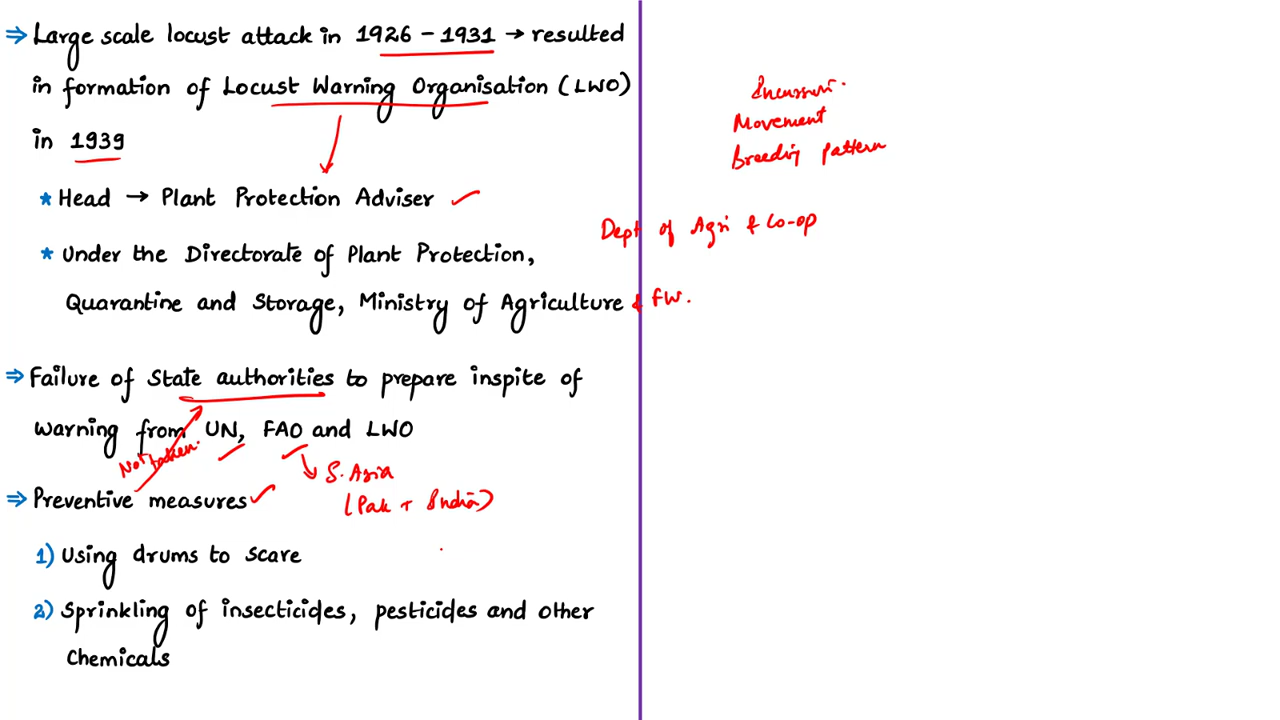 ⇒ Large scale locust attack in 1926 - 1931 → resulted
in formation of Locust Warning Organisation (LWO)
in 1939
* Head → Plant Protection Adviser ✓
* Under the Directorate of Plant Protection,
Quarantine and Storage, Ministry of Agriculture & FW.
⇒ Failure of State authorities to prepare inspite of
warning from UN, FAO and LWO
Not taken.
S. Asia
(Pak + India)
⇒ Preventive measures ✓
1) Using drums to scare
2) Sprinkling of insecticides, pesticides and other
Chemicals
Movement
Breeding pattern
Dept of Agri & Co-op